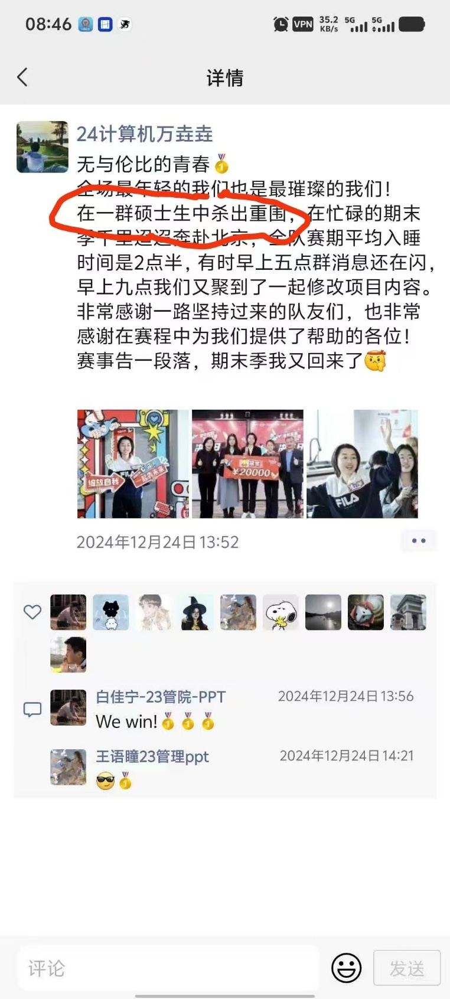 08:46
VPN
35.2
KB/s
5G
5G
详情
24计算机万垚垚
无与伦比的青春🥇
全场最年轻的我们也是最璀璨的我们!
在一群硕士生中杀出重围，在忙碌的期末
季千里迢迢奔赴北京，全队赛期平均入睡
时间是2点半，有时早上五点群消息还在闪，
早上九点我们又聚到了一起修改项目内容。
非常感谢一路坚持过来的队友们，也非常
感谢在赛程中为我们提供了帮助的各位!
赛事告一段落，期末季我又回来了
绽放自我
一起向未来
冠军
¥20000
FILA
FILA
2024年12月24日 13:52
白佳宁-23管院-PPT
2024年12月24日 13:56
We win!🥇🥇🥇
王语瞳23管理ppt
2024年12月24日 14:21
😎🥇
评论
发送